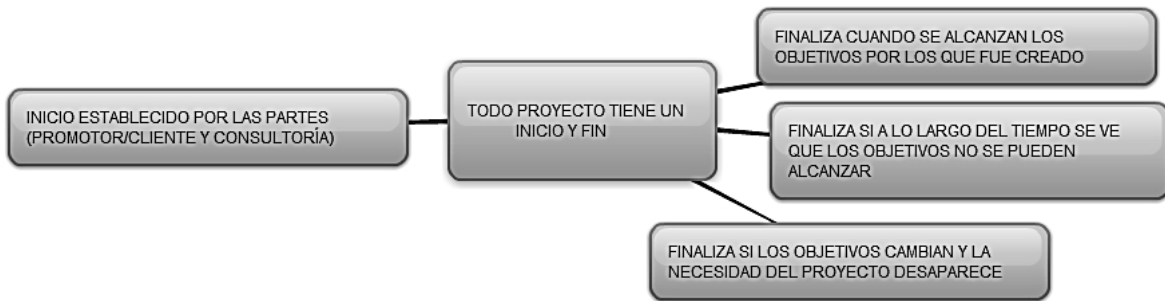 INICIO ESTABLECIDO POR LAS PARTES
(PROMOTOR/CLIENTE Y CONSULTORÍA)
TODO PROYECTO TIENE UN
INICIO Y FIN
FINALIZA CUANDO SE ALCANZAN LOS
OBJETIVOS POR LOS QUE FUE CREADO
FINALIZA SI A LO LARGO DEL TIEMPO SE VE
QUE LOS OBJETIVOS NO SE PUEDEN
ALCANZAR
FINALIZA SI LOS OBJETIVOS CAMBIAN Y LA
NECESIDAD DEL PROYECTO DESAPARECE